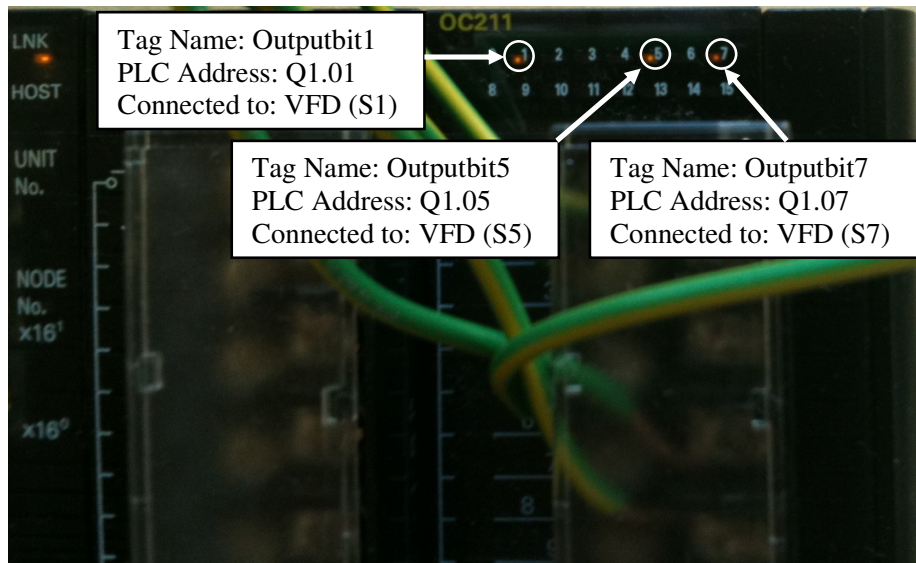 OC211
LNK
HOST
1 2 3 4 5 6 7
8 9 10 11 12 13 14 15
Tag Name: Outputbit1
PLC Address: Q1.01
Connected to: VFD (S1)
Tag Name: Outputbit5
PLC Address: Q1.05
Connected to: VFD (S5)
Tag Name: Outputbit7
PLC Address: Q1.07
Connected to: VFD (S7)
UNIT
No.
NODE
No.
x16¹
x16⁰
8